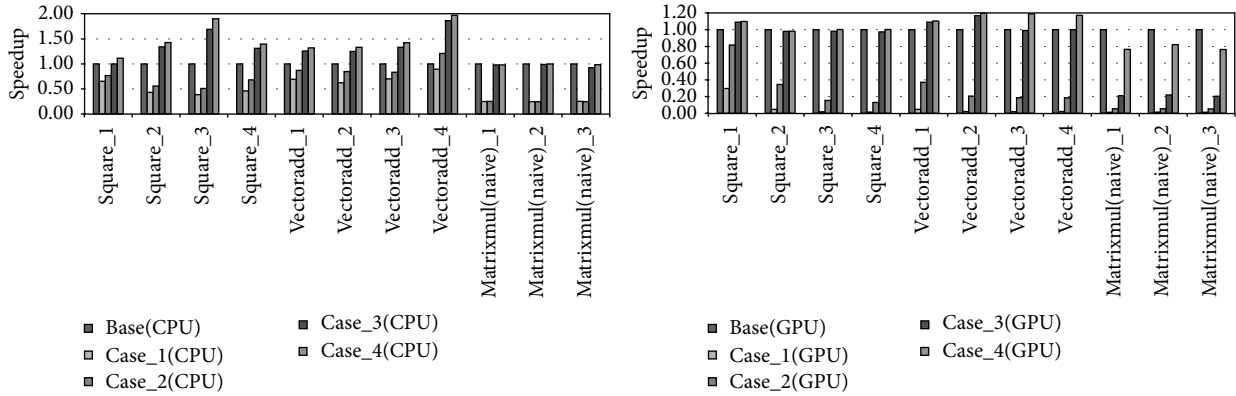 Speedup
2.00
1.50
1.00
0.50
0.00
Square_1
Square_2
Square_3
Square_4
Vectoradd_1
Vectoradd_2
Vectoradd_3
Vectoradd_4
Matrixmul(naive)_1
Matrixmul(naive)_2
Matrixmul(naive)_3
Base(CPU)
Case_1(CPU)
Case_2(CPU)
Case_3(CPU)
Case_4(CPU)
Speedup
1.20
1.00
0.80
0.60
0.40
0.20
0.00
Square_1
Square_2
Square_3
Square_4
Vectoradd_1
Vectoradd_2
Vectoradd_3
Vectoradd_4
Matrixmul(naive)_1
Matrixmul(naive)_2
Matrixmul(naive)_3
Base(GPU)
Case_1(GPU)
Case_2(GPU)
Case_3(GPU)
Case_4(GPU)